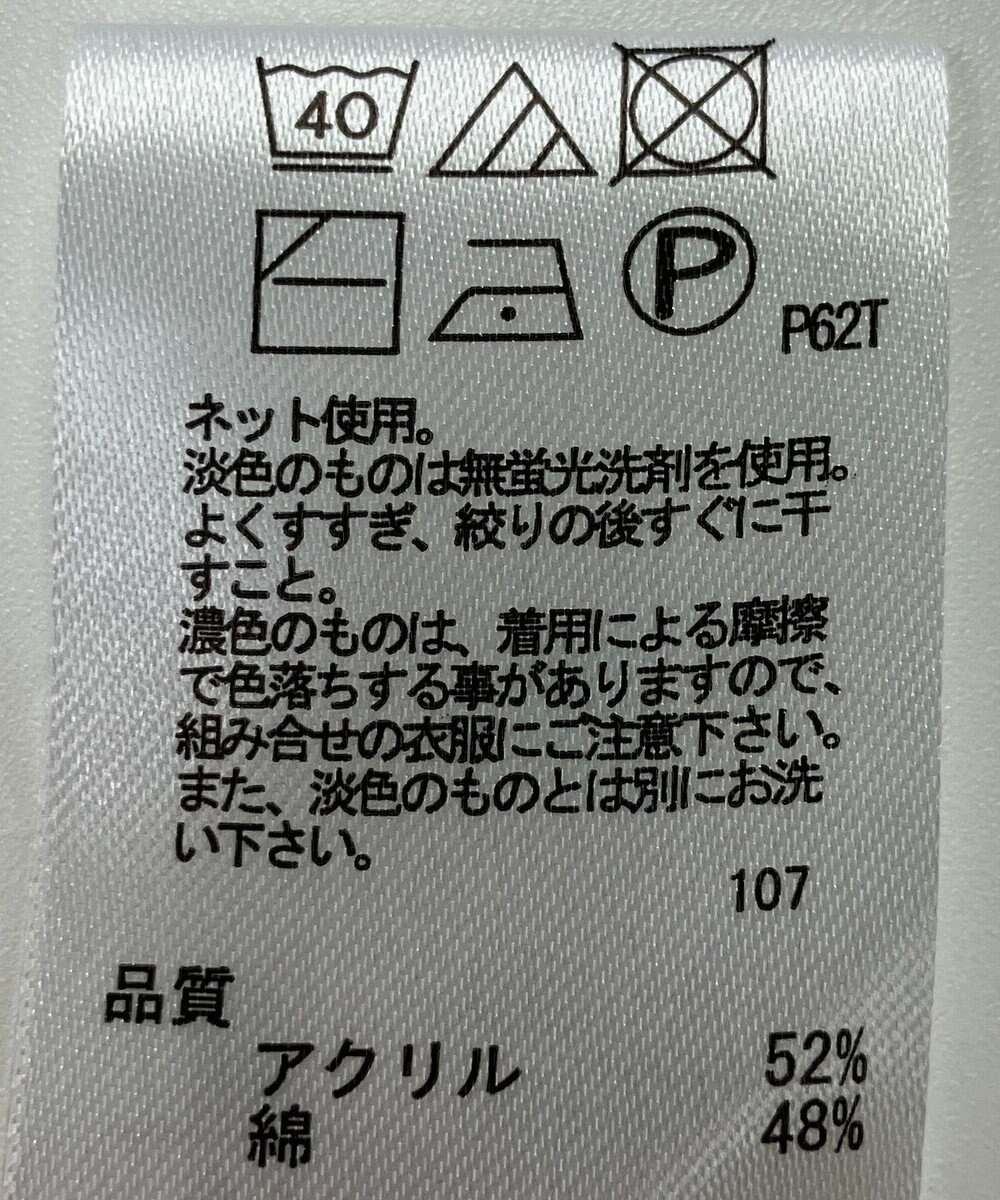 40
P
P62T
ネット使用。
淡色のものは無蛍光洗剤を使用。
よくすすぎ、絞りの後すぐに干
すこと。
濃色のものは、着用による摩擦
で色落ちする事がありますので、
組み合せの衣服にご注意下さい。
また、淡色のものとは別にお洗
い下さい。
107
品質
アクリル 52%
綿 48%